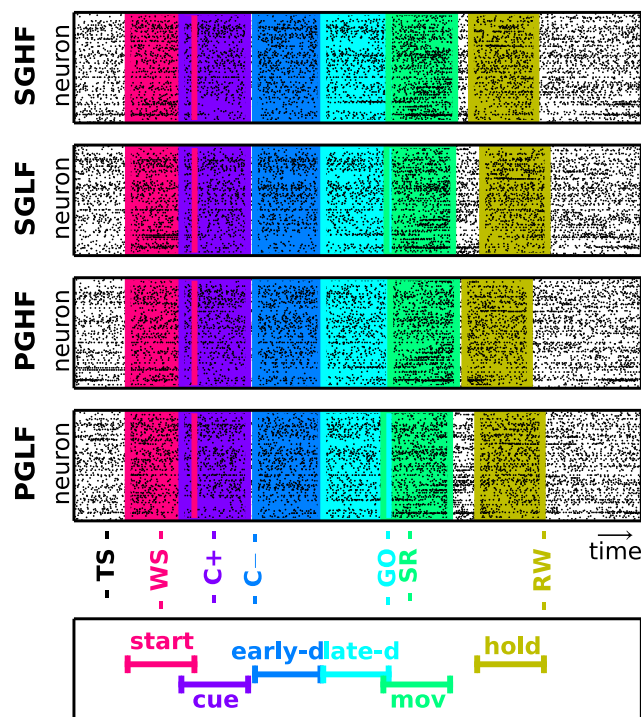 SGHF
neuron
SGLF
neuron
PGHF
neuron
PGLF
neuron
- TS -
- WS -
- C+ -
- C− -
- GO -
- SR -
- RW -
→
time
start
cue
early-d
late-d
mov
hold